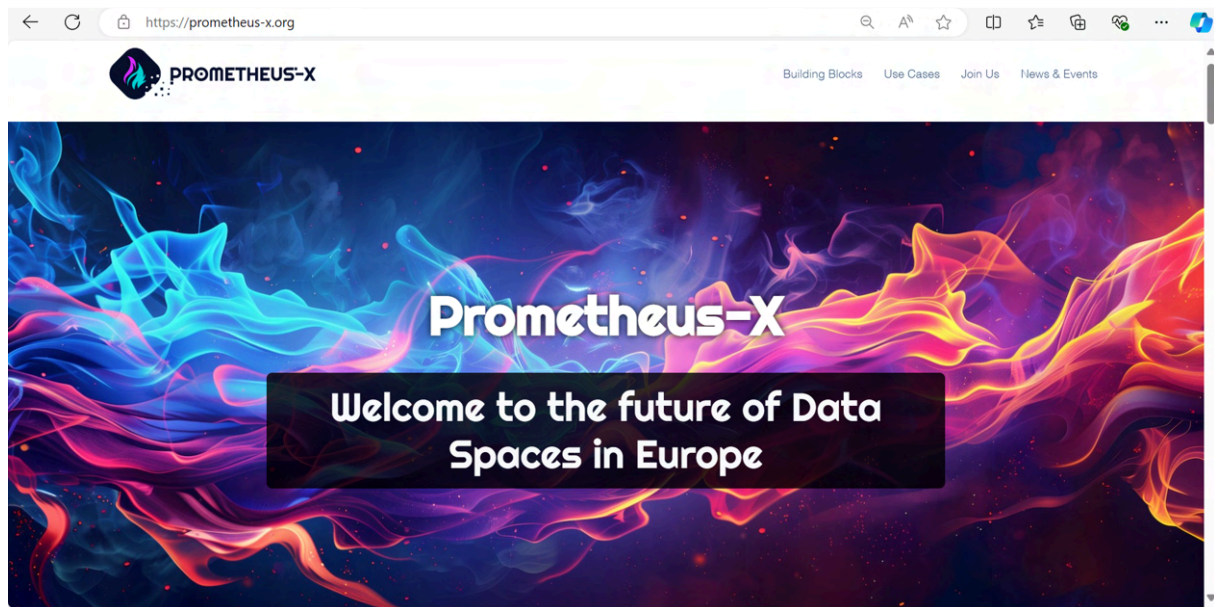 https://prometheus-x.org
PROMETHEUS-X
Building Blocks Use Cases Join Us News & Events
Prometheus-X
Welcome to the future of Data
Spaces in Europe